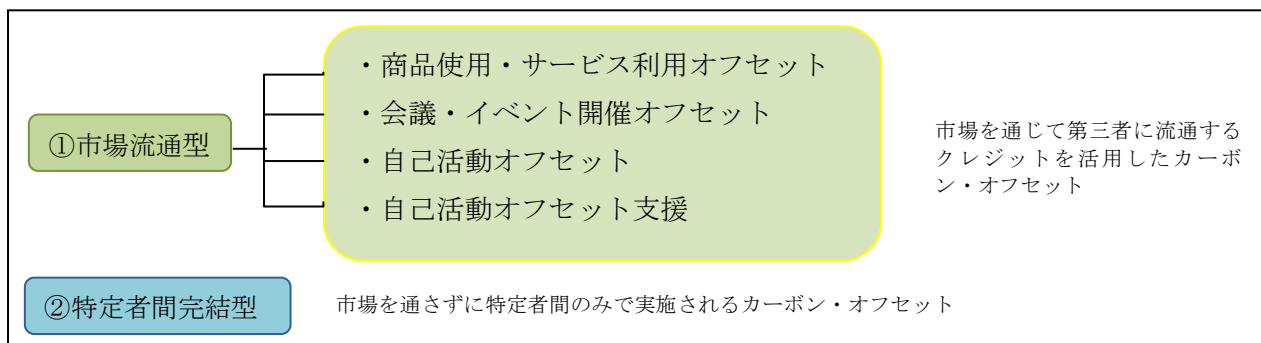 ・商品使用・サービス利用オフセット
・会議・イベント開催オフセット
①市場流通型
・自己活動オフセット
・自己活動オフセット支援
市場を通じて第三者に流通する
クレジットを活用したカーボ
ン・オフセット
②特定者間完結型
市場を通さずに特定者間のみで実施されるカーボン・オフセット